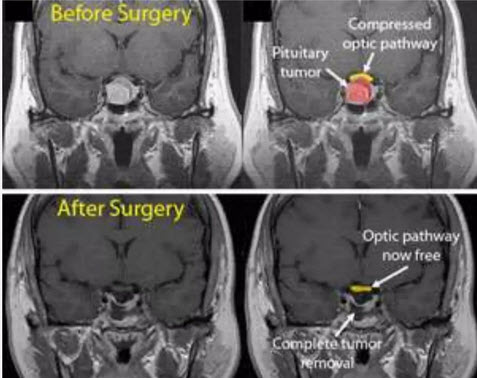 Before Surgery
Compressed
optic pathway
Pituitary
tumor
After Surgery
Optic pathway
now free
Complete tumor
removal